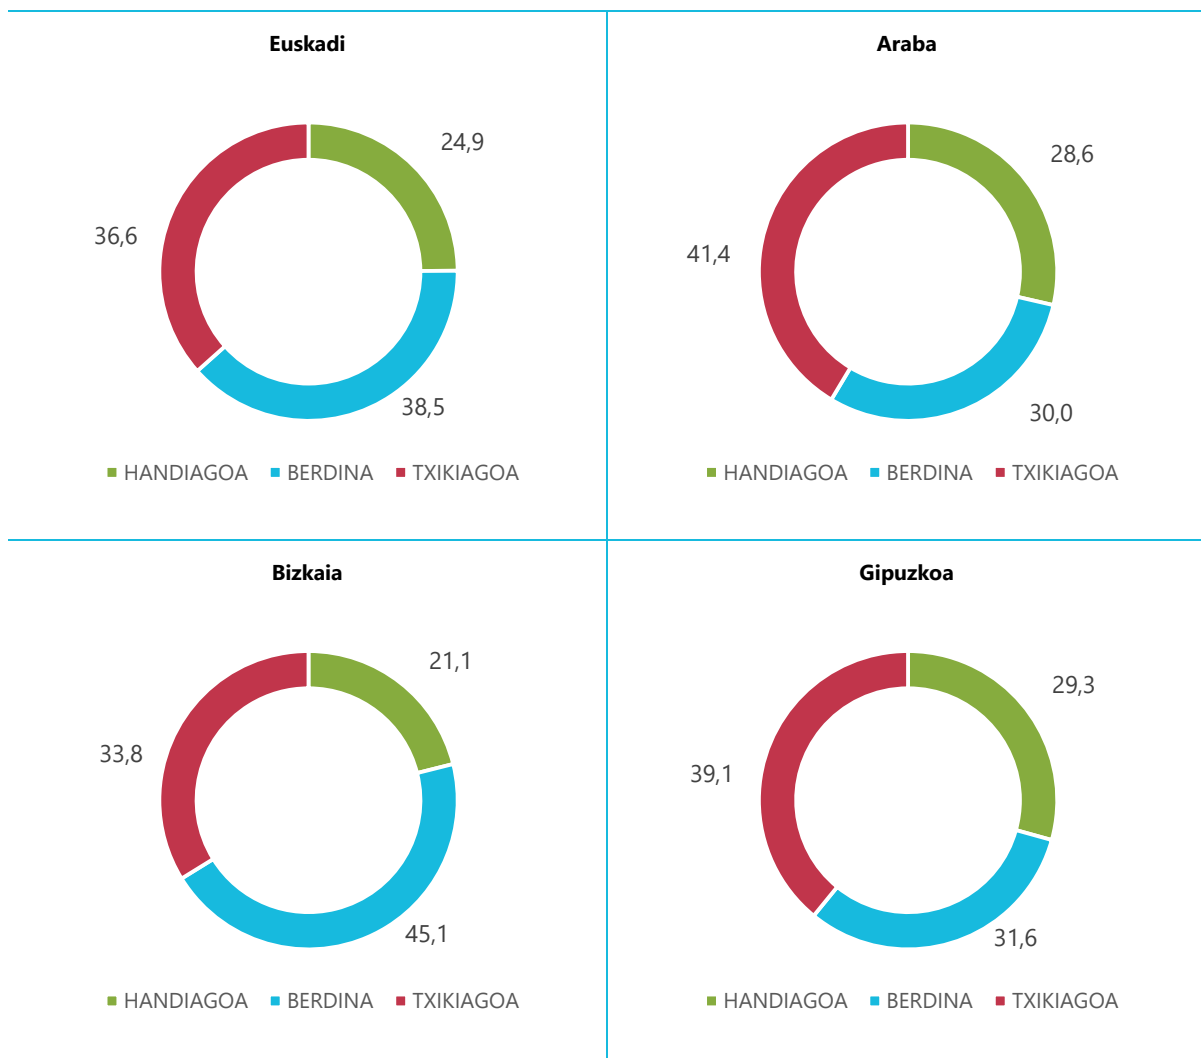 Euskadi
24,9
36,6
38,5
HANDIAGOA BERDINA TXIKIAGOA
Araba
28,6
41,4
30,0
HANDIAGOA BERDINA TXIKIAGOA
Bizkaia
21,1
33,8
45,1
HANDIAGOA BERDINA TXIKIAGOA
Gipuzkoa
29,3
39,1
31,6
HANDIAGOA BERDINA TXIKIAGOA